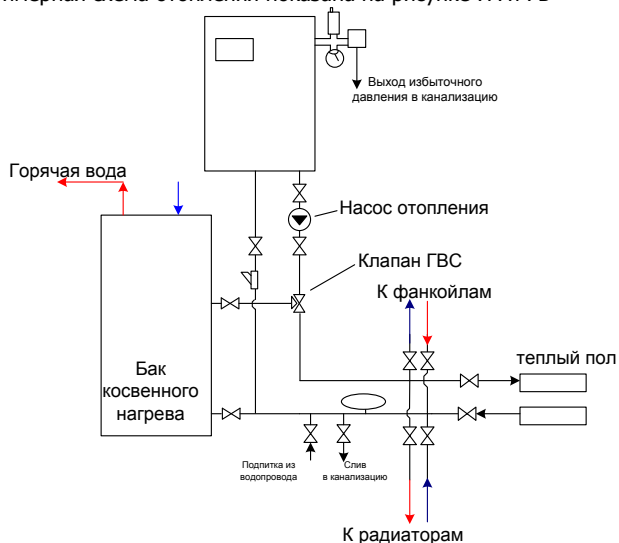 Выход избыточного
давления в канализацию
Горячая вода
Насос отопления
Клапан ГВС
К фанкойлам
теплый пол
Бак
косвенного
нагрева
Подпитка из
водопровода
Слив
в канализацию
К радиаторам